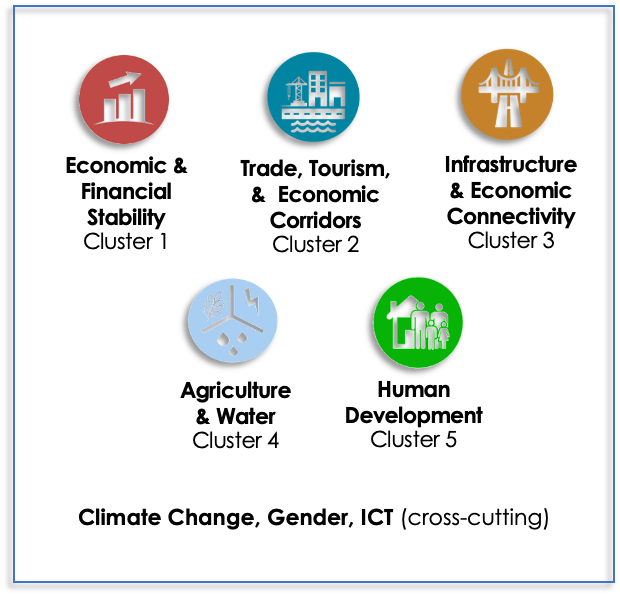 Economic &
Financial
Stability
Cluster 1
Trade, Tourism,
& Economic
Corridors
Cluster 2
Infrastructure
& Economic
Connectivity
Cluster 3
Agriculture
& Water
Cluster 4
Human
Development
Cluster 5
Climate Change, Gender, ICT (cross-cutting)